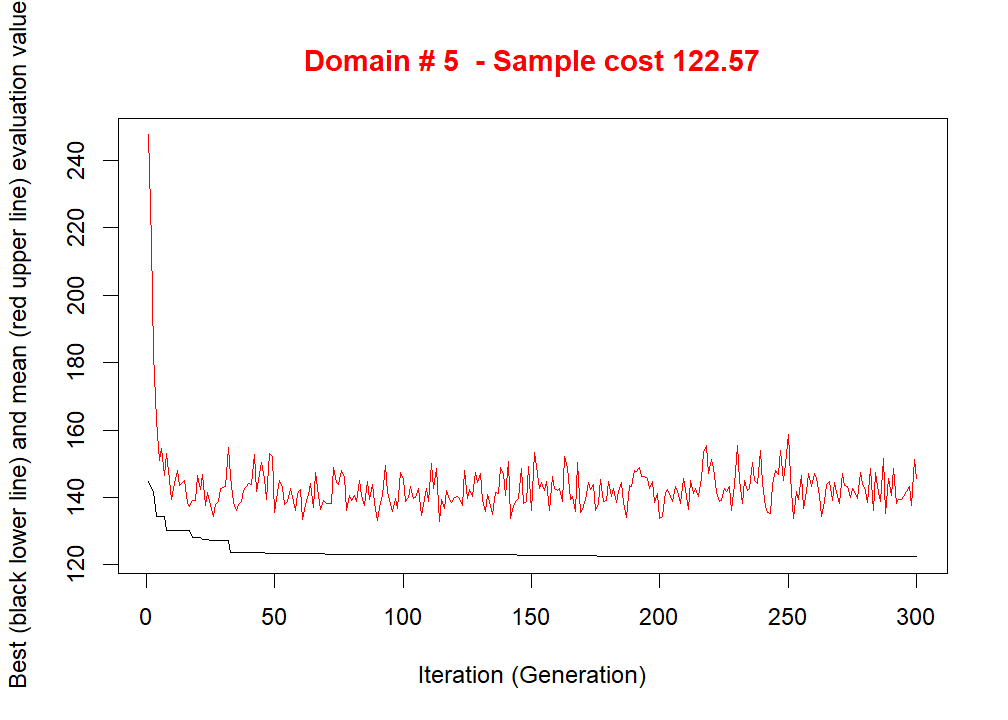 Domain # 5  - Sample cost 122.57
Best (black lower line) and mean (red upper line) evaluation value
240
220
200
180
160
140
120
0 50 100 150 200 250 300
Iteration (Generation)